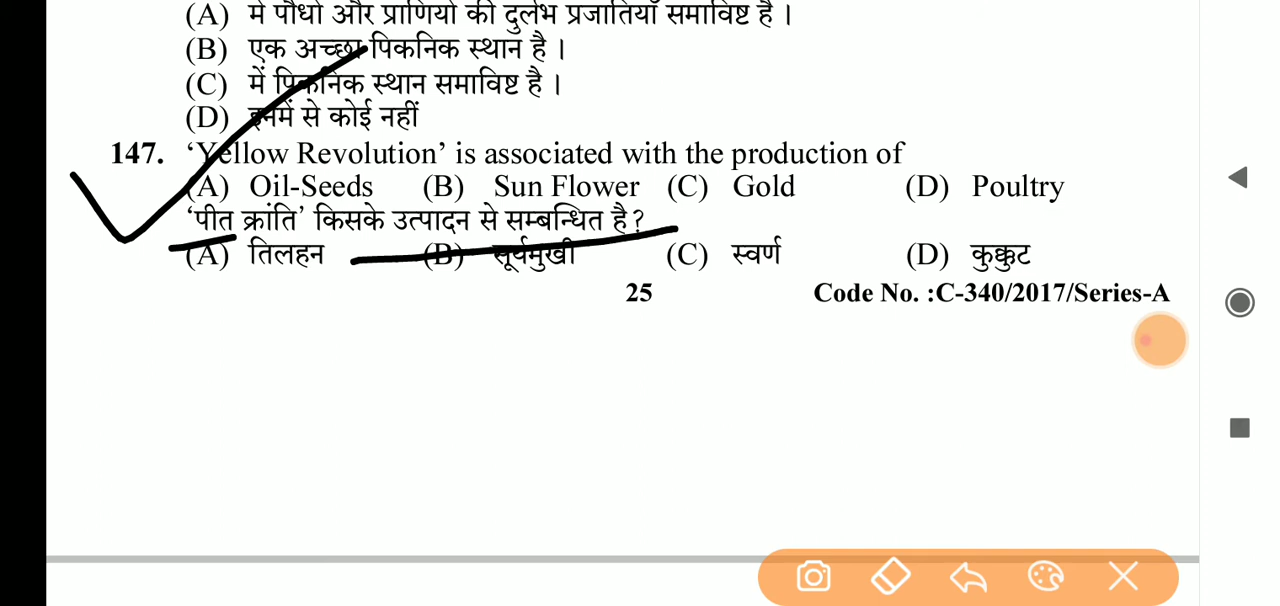 (A) में पौधों और प्राणियों की दुर्लभ प्रजातियाँ समाविष्ट हैं ।
(B) एक अच्छा पिकनिक स्थान है ।
(C) में पिकनिक स्थान समाविष्ट है ।
(D) इनमें से कोई नहीं
147. ‘Yellow Revolution’ is associated with the production of
(A) Oil-Seeds (B) Sun Flower (C) Gold (D) Poultry
‘पीत क्रांति’ किसके उत्पादन से सम्बन्धित है?
(A) तिलहन (B) सूर्यमुखी (C) स्वर्ण (D) कुक्कुट
25 Code No. :C-340/2017/Series-A